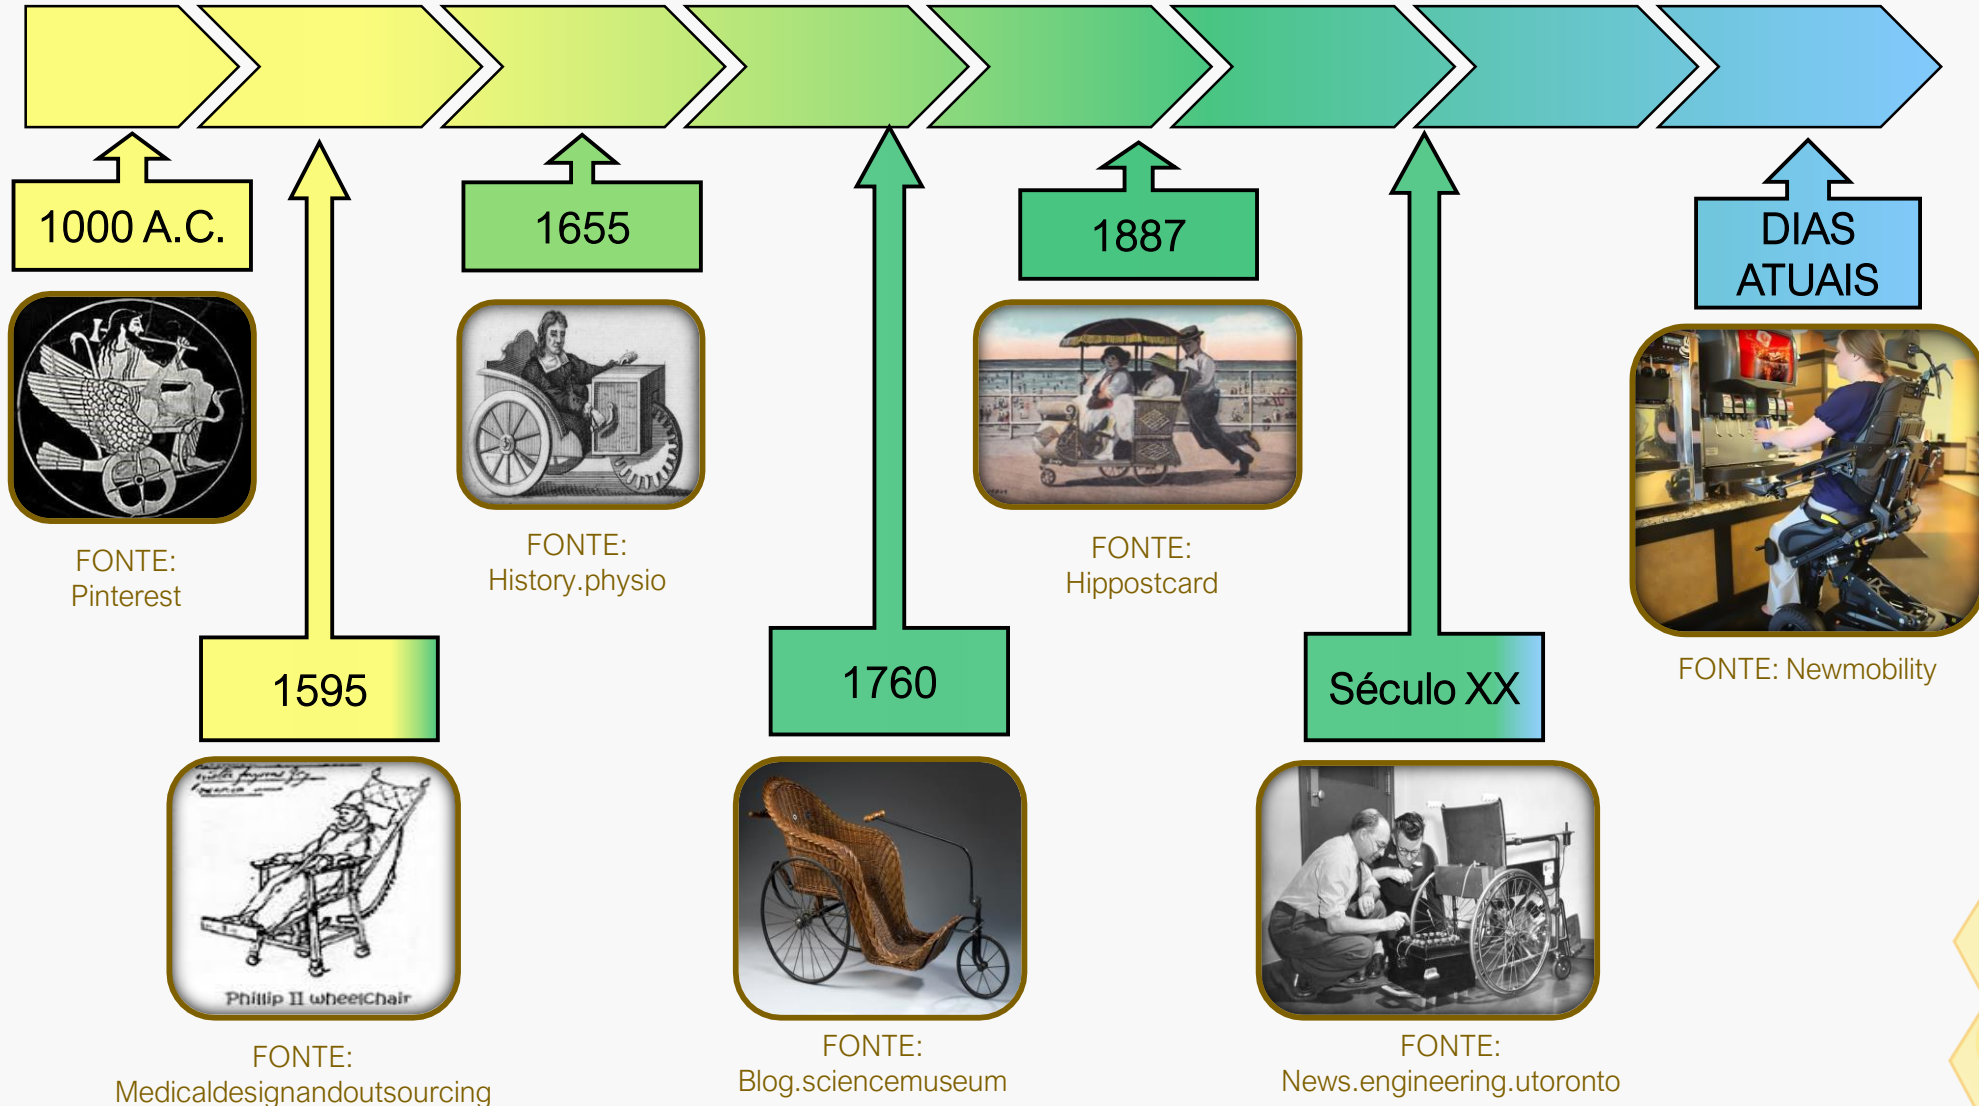 1000 A.C.
FONTE:
Pinterest
1595
Phillip II wheelchair
FONTE:
Medicaldesignandoutsourcing
1655
FONTE:
History.physio
1760
FONTE:
Blog.sciencemuseum
1887
FONTE:
Hippostcard
Século XX
FONTE:
News.engineering.utoronto
DIAS
ATUAIS
FONTE: Newmobility